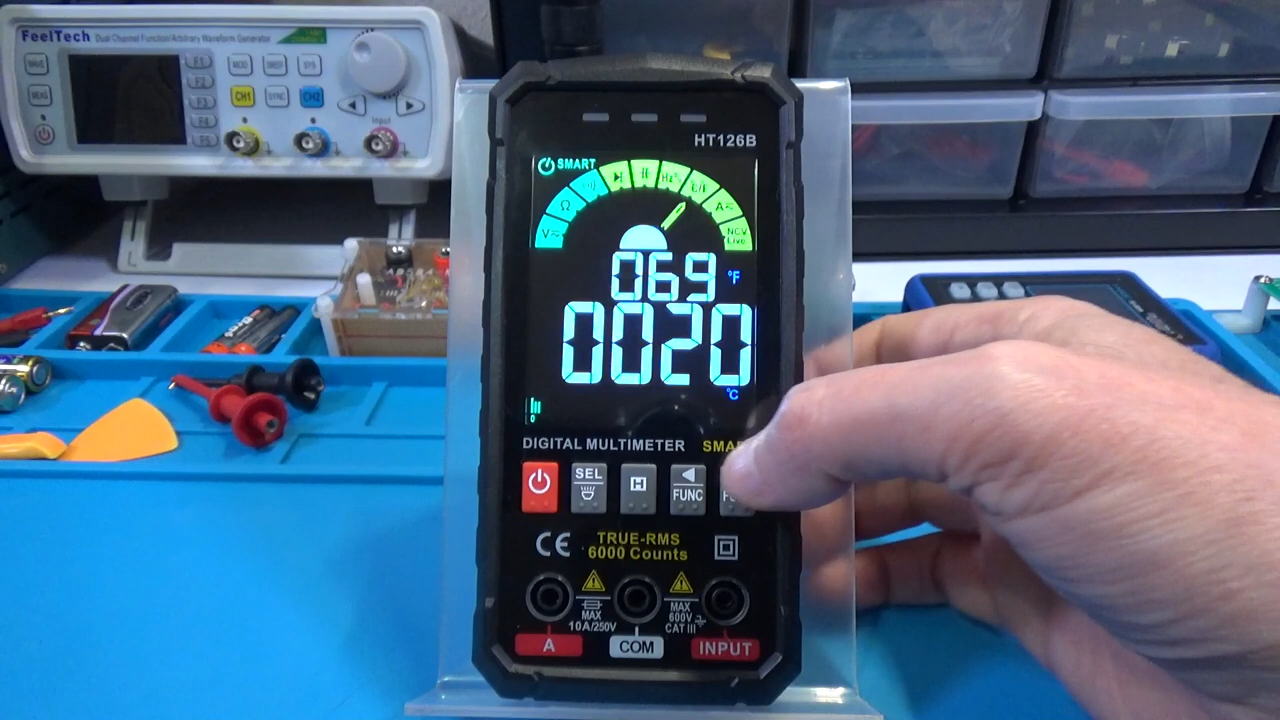 FeelTech Dual Channel Function/Arbitrary Waveform Generator
WAVE
F1
MOD
SWEEP
SYS
F2
MEAS
F3
CH1
SYNC
CH2
F4
F5
Input
HT126B
SMART
V Ω Hz% °C/°F A NCV Live
069 °F
0020
°C
0
DIGITAL MULTIMETER SMA
SEL
H
FUNC
CE
TRUE-RMS
6000 Counts
MAX
10A/250V
MAX
600V
CAT III
A
COM
INPUT